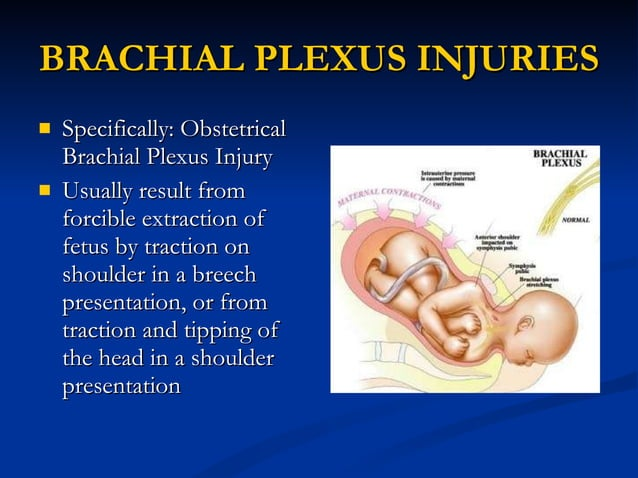 BRACHIAL PLEXUS INJURIES
Specifically: Obstetrical
Brachial Plexus Injury
Usually result from
forcible extraction of
fetus by traction on
shoulder in a breech
presentation, or from
traction and tipping of
the head in a shoulder
presentation
BRACHIAL
PLEXUS
NORMAL
Intrauterine pressure
is caused by maternal
contractions
MATERNAL CONTRACTIONS
Anterior shoulder
impacted on
symphysis pubic
Symphysis
pubic
Brachial plexus
stretching